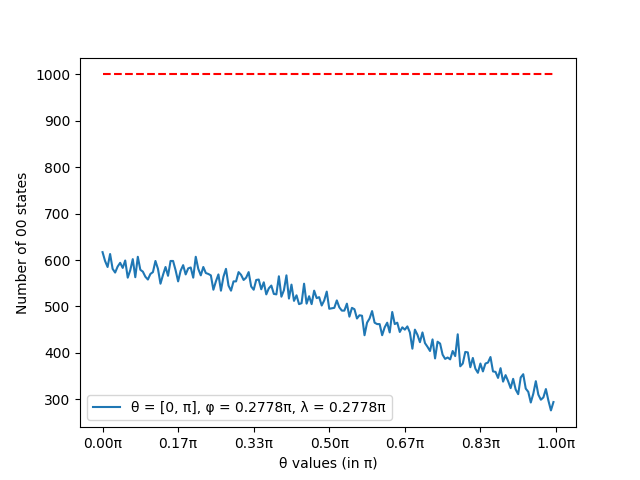 1000
900
800
700
600
500
400
300
Number of 00 states
θ = [0, π], φ = 0.2778π, λ = 0.2778π
0.00π 0.17π 0.33π 0.50π 0.67π 0.83π 1.00π
θ values (in π)